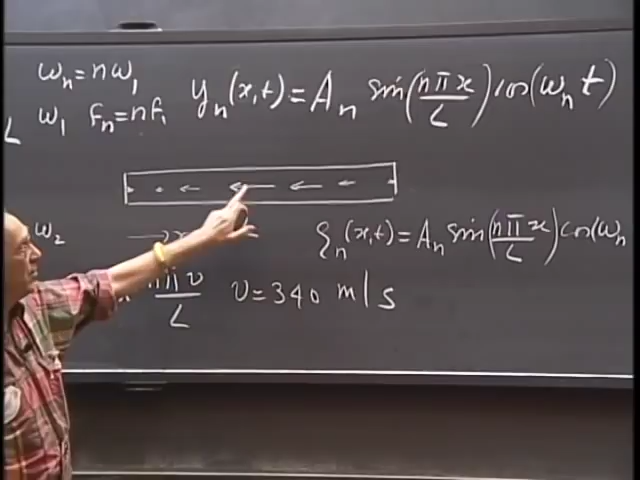 ωₙ = nω₁
L ω₁ fₙ = nf₁ yₙ(x,t) = Aₙ sin(nπx/L) cos(ωₙt)
ω₂ → x L ξₙ(x,t) = Aₙ sin(nπx/L) cos(ωₙ
nπv/L v = 340 m/s